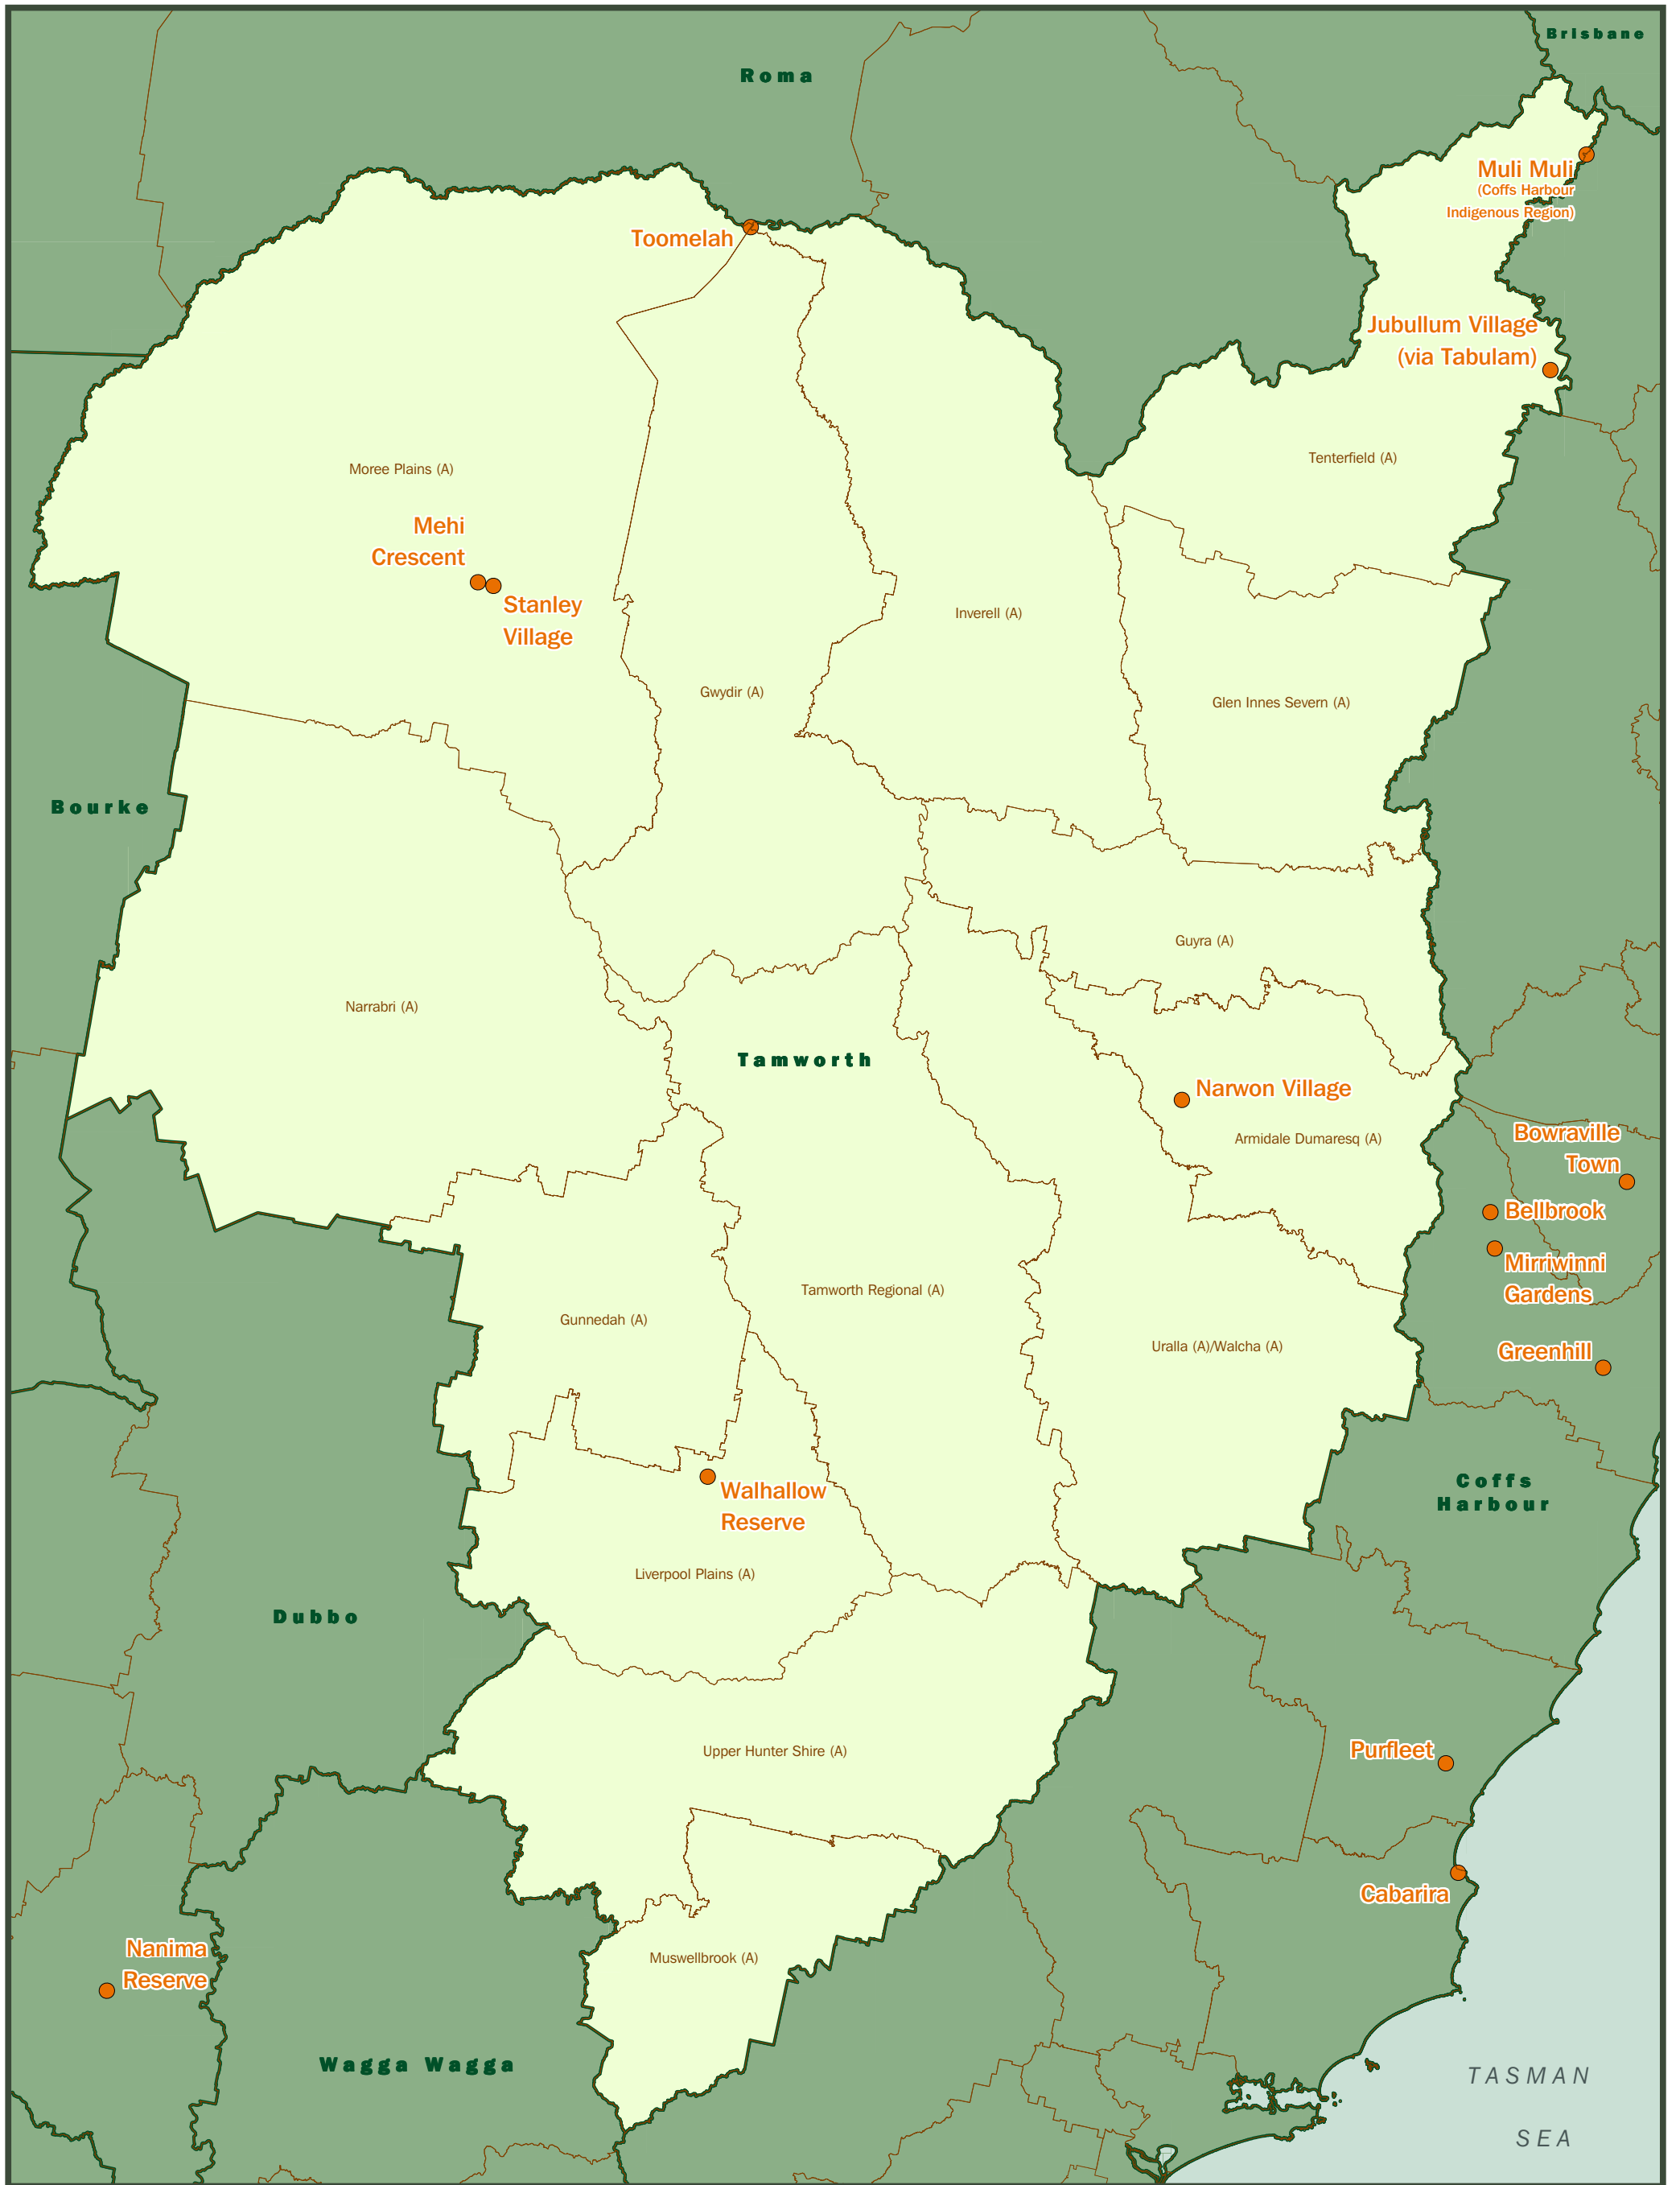 Brisbane
Roma
Muli Muli
(Coffs Harbour
Indigenous Region)
Toomelah
Jubullum Village
(via Tabulam)
Tenterfield (A)
Moree Plains (A)
Mehi
Crescent
Stanley
Village
Inverell (A)
Gwydir (A)
Glen Innes Severn (A)
Bourke
Guyra (A)
Narrabri (A)
Tamworth
Narwon Village
Armidale Dumaresq (A)
Bowraville
Town
Bellbrook
Mirriwinni
Gardens
Tamworth Regional (A)
Gunnedah (A)
Uralla (A)/Walcha (A)
Greenhill
Walhallow
Reserve
Coffs
Harbour
Liverpool Plains (A)
Dubbo
Upper Hunter Shire (A)
Purfleet
Cabarira
Nanima
Reserve
Muswellbrook (A)
Wagga Wagga
TASMAN
SEA